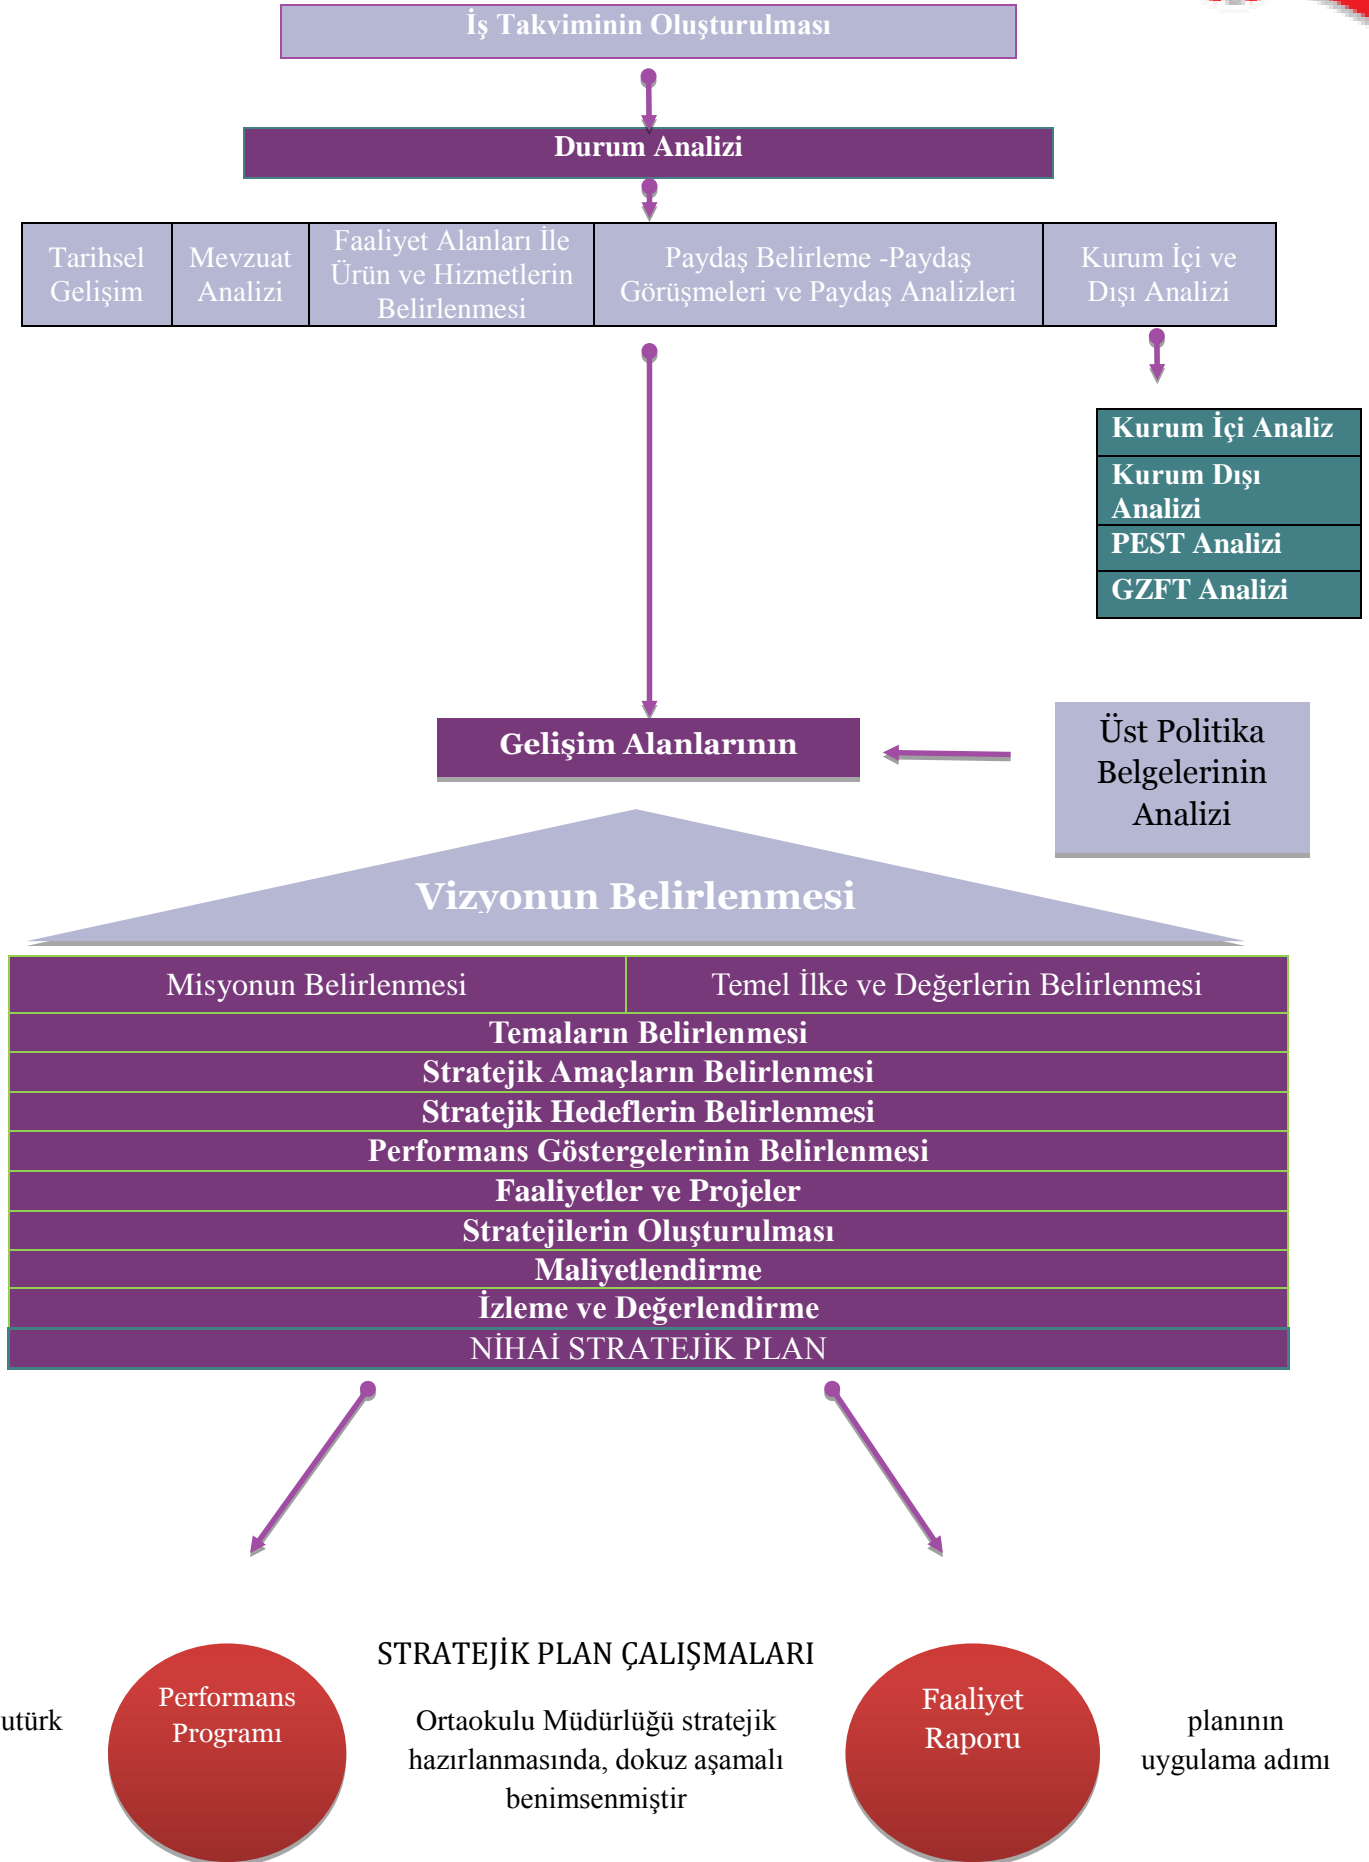 İş Takviminin Oluşturulması
Durum Analizi
Tarihsel
Gelişim
Mevzuat
Analizi
Faaliyet Alanları İle
Ürün ve Hizmetlerin
Belirlenmesi
Paydaş Belirleme -Paydaş
Görüşmeleri ve Paydaş Analizleri
Kurum İçi ve
Dışı Analizi
Kurum İçi Analiz
Kurum Dışı
Analizi
PEST Analizi
GZFT Analizi
Gelişim Alanlarının
Üst Politika
Belgelerinin
Analizi
Vizyonun Belirlenmesi
Misyonun Belirlenmesi
Temel İlke ve Değerlerin Belirlenmesi
Temaların Belirlenmesi
Stratejik Amaçların Belirlenmesi
Stratejik Hedeflerin Belirlenmesi
Performans Göstergelerinin Belirlenmesi
Faaliyetler ve Projeler
Stratejilerin Oluşturulması
Maliyetlendirme
İzleme ve Değerlendirme
NİHAİ STRATEJİK PLAN
STRATEJİK PLAN ÇALIŞMALARI
Performans
Programı
Faaliyet
Raporu
utürk Ortaokulu Müdürlüğü stratejik planının
hazırlanmasında, dokuz aşamalı uygulama adımı
benimsenmiştir